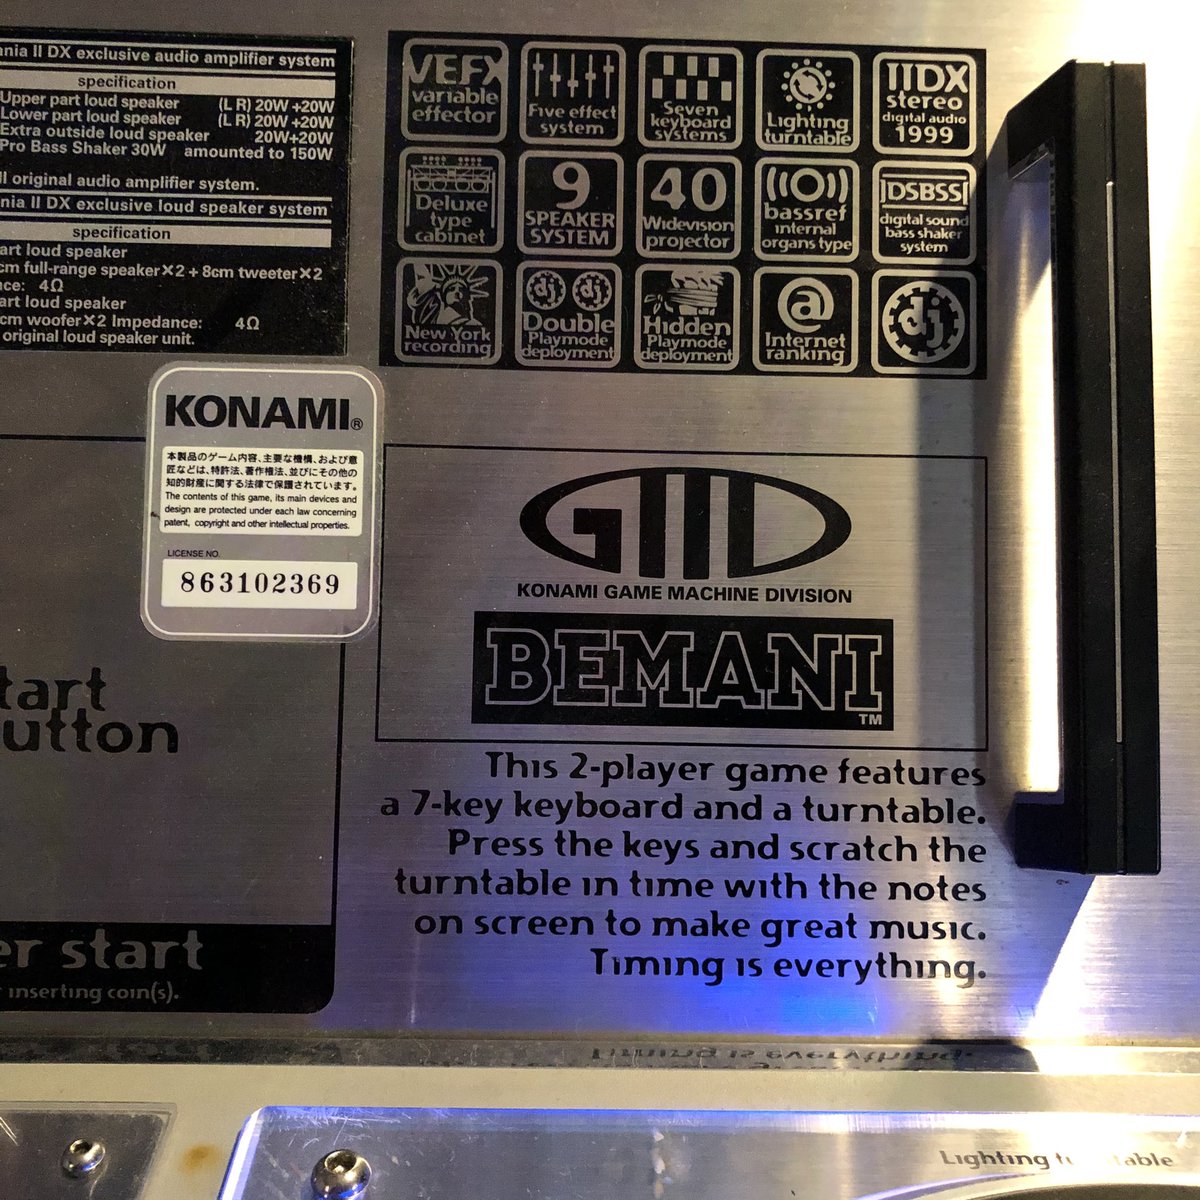 nia II DX exclusive audio amplifier system
specification
Upper part loud speaker (L R) 20W +20W
Lower part loud speaker (L R) 20W +20W
Extra outside loud speaker 20W+20W
Pro Bass Shaker 30W amounted to 150W
II original audio amplifier system.
nia II DX exclusive loud speaker system
specification
art loud speaker
cm full-range speaker×2 + 8cm tweeter×2
nce: 4Ω
art loud speaker
cm woofer×2 Impedance: 4Ω
original loud speaker unit.
VEFX
variable
effector
Five effect
system
Seven
keyboard
systems
Lighting
turntable
IIDX
stereo
digital audio
1999
Deluxe
type
cabinet
9
SPEAKER
SYSTEM
40
Widevision
projector
bassref
internal
organs type
DSBSS
digital sound
bass shaker
system
New York
recording
dj dj
Double
Playmode
deployment
Hidden
Playmode
deployment
@
Internet
ranking
dj
KONAMI®
本製品のゲーム内容、主要な機構、および意
匠などは、特許法、著作権法、並びにその他の
知的財産に関する法律で保護されています。
The contents of this game, its main devices and
design are protected under each law concerning
patent, copyright and other intellectual properties.
LICENSE NO.
863102369
GMD
KONAMI GAME MACHINE DIVISION
BEMANI
TM
tart
utton
er start
inserting coin(s).
This 2-player game features
a 7-key keyboard and a turntable.
Press the keys and scratch the
turntable in time with the notes
on screen to make great music.
Timing is everything.
Lighting turntable